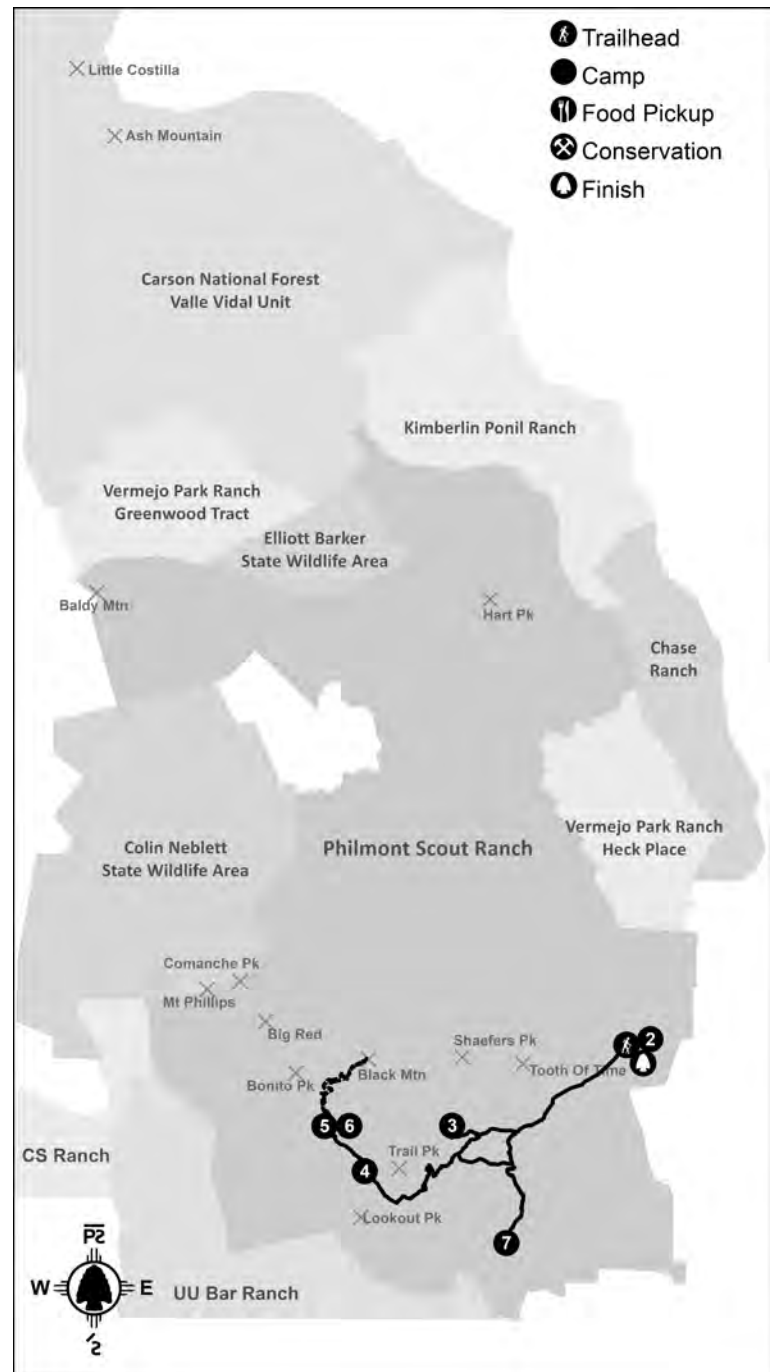 Trailhead
Camp
Food Pickup
Conservation
Finish
Little Costilla
Ash Mountain
Carson National Forest
Valle Vidal Unit
Kimberlin Ponil Ranch
Vermejo Park Ranch
Greenwood Tract
Elliott Barker
State Wildlife Area
Baldy Mtn
Hart Pk
Chase
Ranch
Colin Neblett
State Wildlife Area
Philmont Scout Ranch
Vermejo Park Ranch
Heck Place
Comanche Pk
Mt Phillips
Big Red
Bonito Pk
Black Mtn
Shaefers Pk
Tooth Of Time
2
5
6
3
4
Trail Pk
Lookout Pk
7
CS Ranch
UU Bar Ranch
W
E